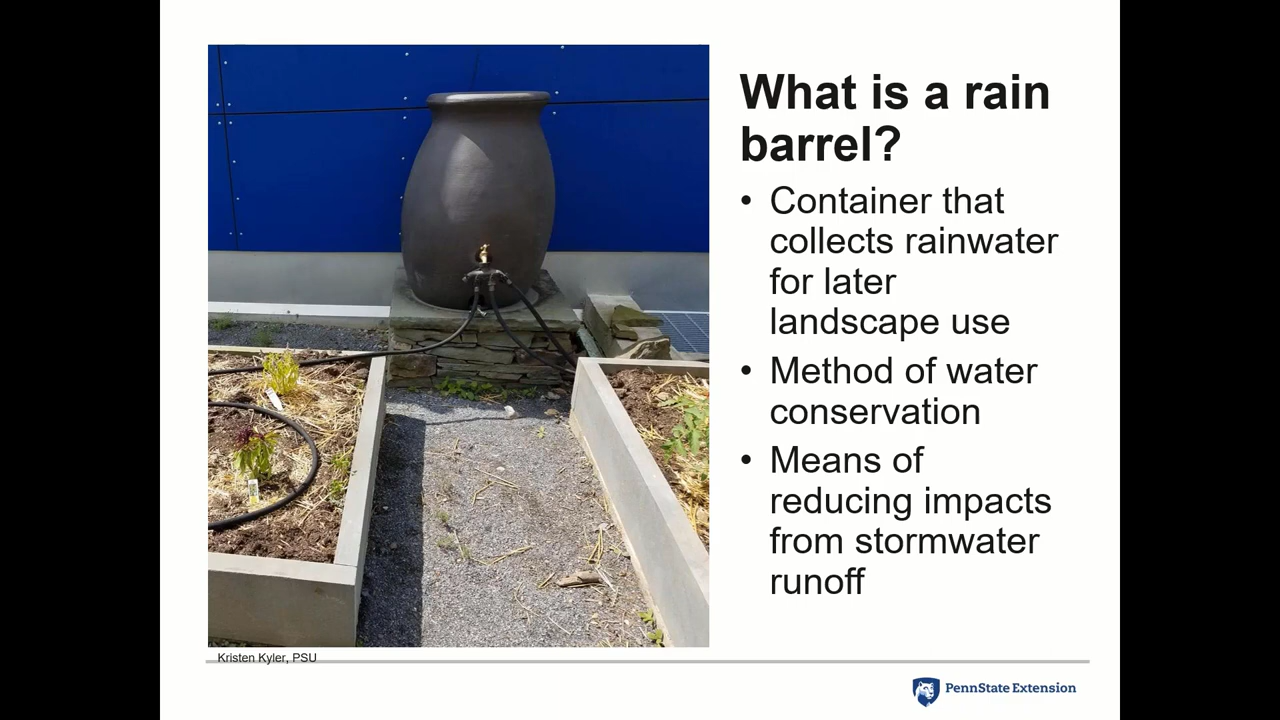 What is a rain
barrel?
• Container that
collects rainwater
for later
landscape use
• Method of water
conservation
• Means of
reducing impacts
from stormwater
runoff
Kristen Kyler, PSU
PennState Extension